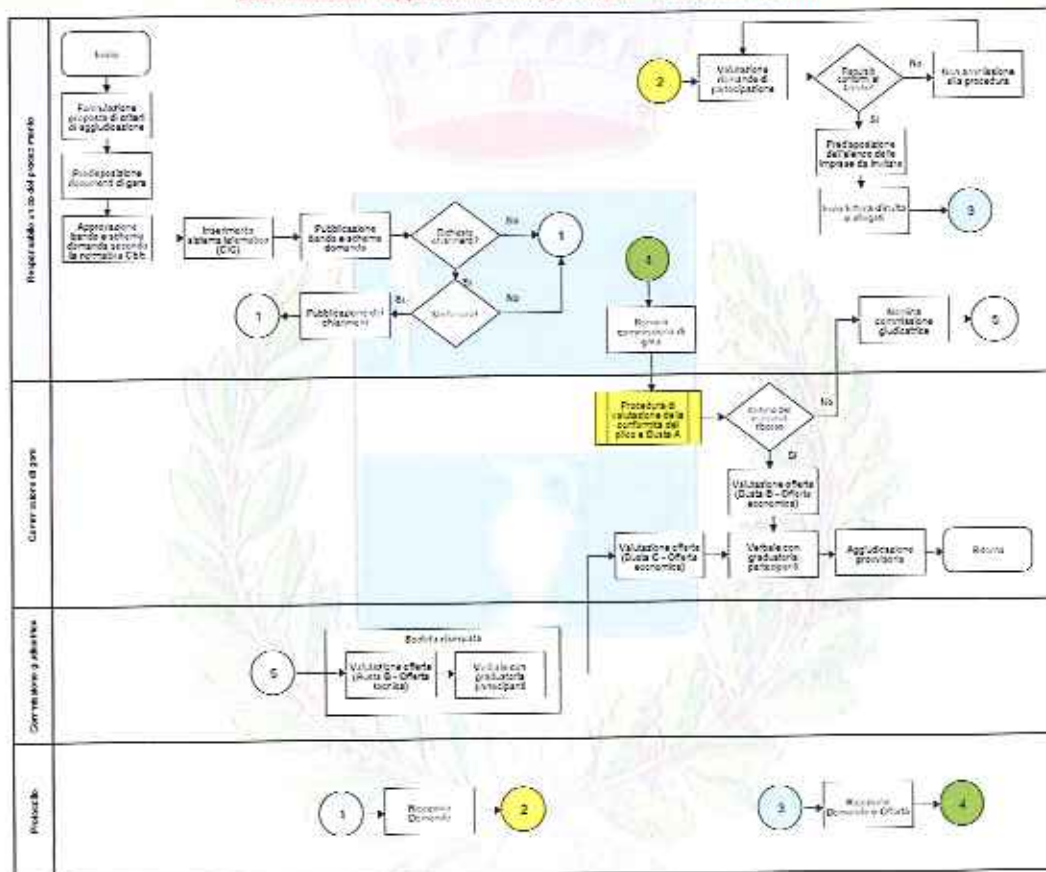 Inizio
Formulazione
proposta di criteri
di aggiudicazione
Predisposizione
documenti di gara
Approvazione
bando e schema
domanda secondo
la normativa
Inserimento
sistema telematico
(CIG)
Pubblicazione
bando e schema
domanda
Richiesta
chiarimenti?
No
1
Si
No
Si
Pubblicazione dei
chiarimenti
1
2
Valutazione
domande di
partecipazione
Requisiti
conformi al
bando?
No
Non ammissione
alla procedura
Si
Predisposizione
dell'elenco delle
imprese da invitare
Invio lettera d'invito
e allegati
3
4
Nomina
commissione di
gara
Nomina
commissione
giudicatrice
5
Responsabile unico del procedimento
Procedura di
valutazione della
conformità del
plico e Busta A
No
Si
Valutazione offerta
(Busta B - Offerta
economica)
Valutazione offerta
(Busta C - Offerta
economica)
Verbale con
graduatoria
partecipanti
Aggiudicazione
provvisoria
Commissione di gara
Seduta riservata
5
Valutazione offerta
(Busta B - Offerta
tecnica)
Verbale con
graduatoria
partecipanti
Commissione giudicatrice
1
Ricezione
Domande
2
3
Ricezione
Domande e Offerta
4
Protocollo